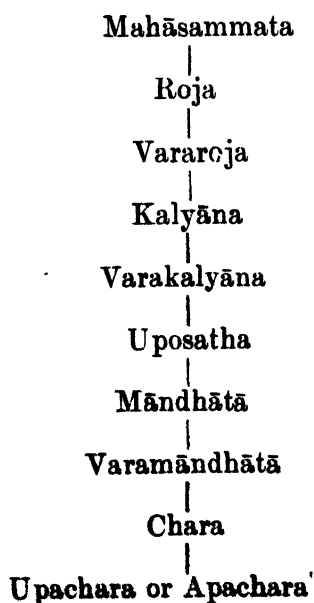 Mahāsammata
Roja
Vararoja
Kalyāna
Varakalyāna
Uposatha
Māndhātā
Varamāndhātā
Chara
Upachara or Apachara